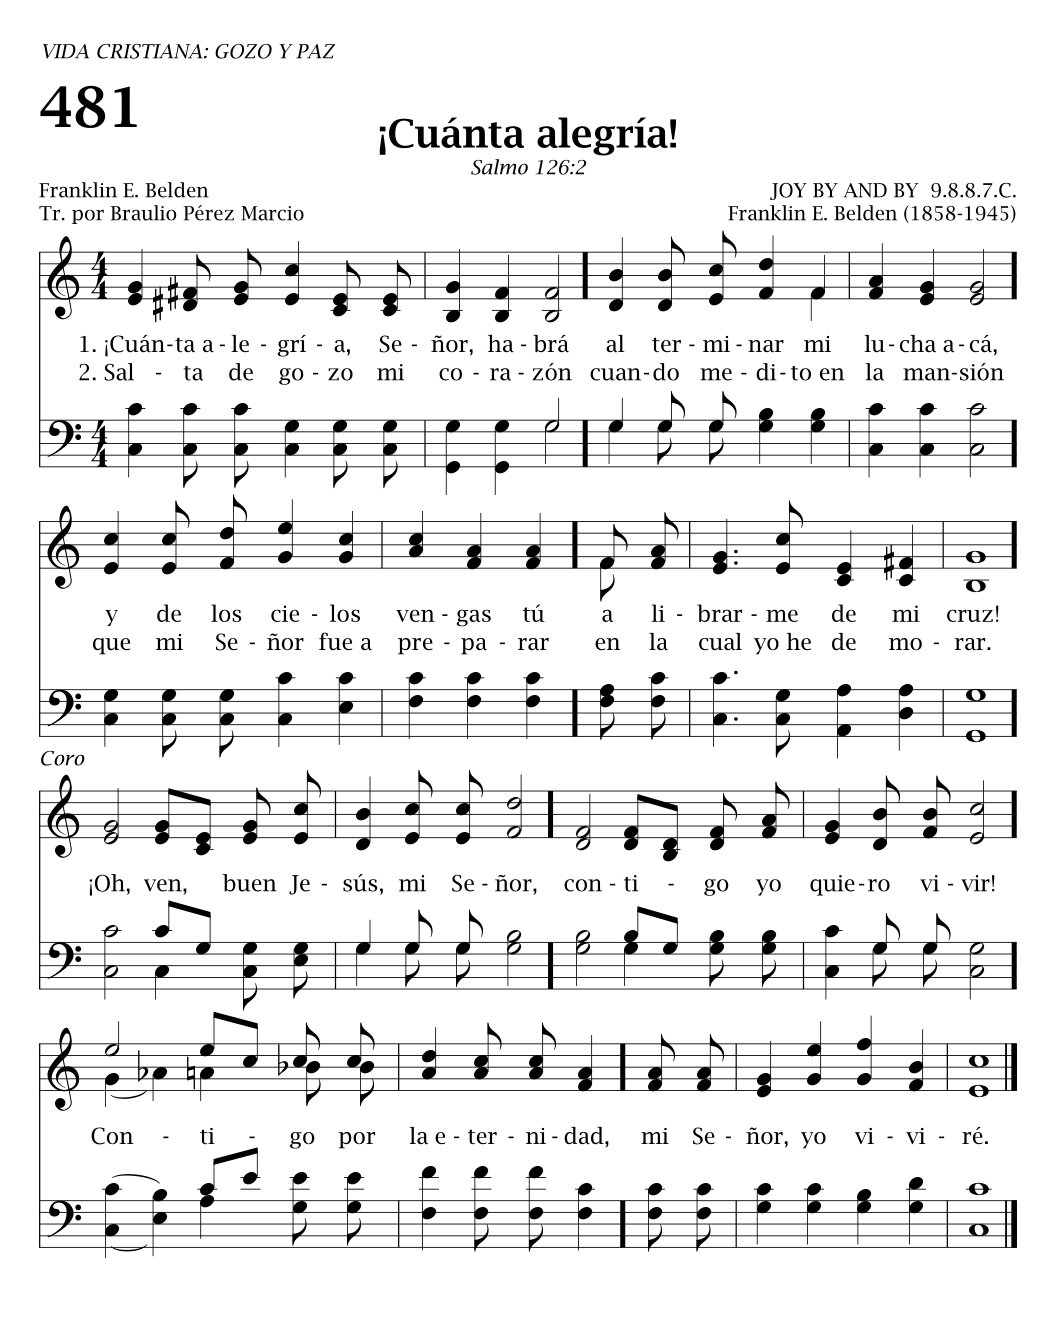 VIDA CRISTIANA: GOZO Y PAZ
481
¡Cuánta alegría!
Salmo 126:2
Franklin E. Belden
JOY BY AND BY 9.8.8.7.C.
Tr. por Braulio Pérez Marcio
Franklin E. Belden (1858-1945)
1. ¡Cuán-ta a-le - grí - a, Se - ñor, ha - brá al ter - mi - nar mi lu-cha a-cá,
2. Sal - ta de go - zo mi co - ra - zón cuan-do me - di-to en la man-sión
y de los cie - los ven - gas tú a li - brar - me de mi cruz!
que mi Se - ñor fue a pre - pa - rar en la cual yo he de mo - rar.
Coro
¡Oh, ven, buen Je - sús, mi Se - ñor, con - ti - go yo quie-ro vi - vir!
Con - ti - go por la e - ter - ni - dad, mi Se - ñor, yo vi - vi - ré.